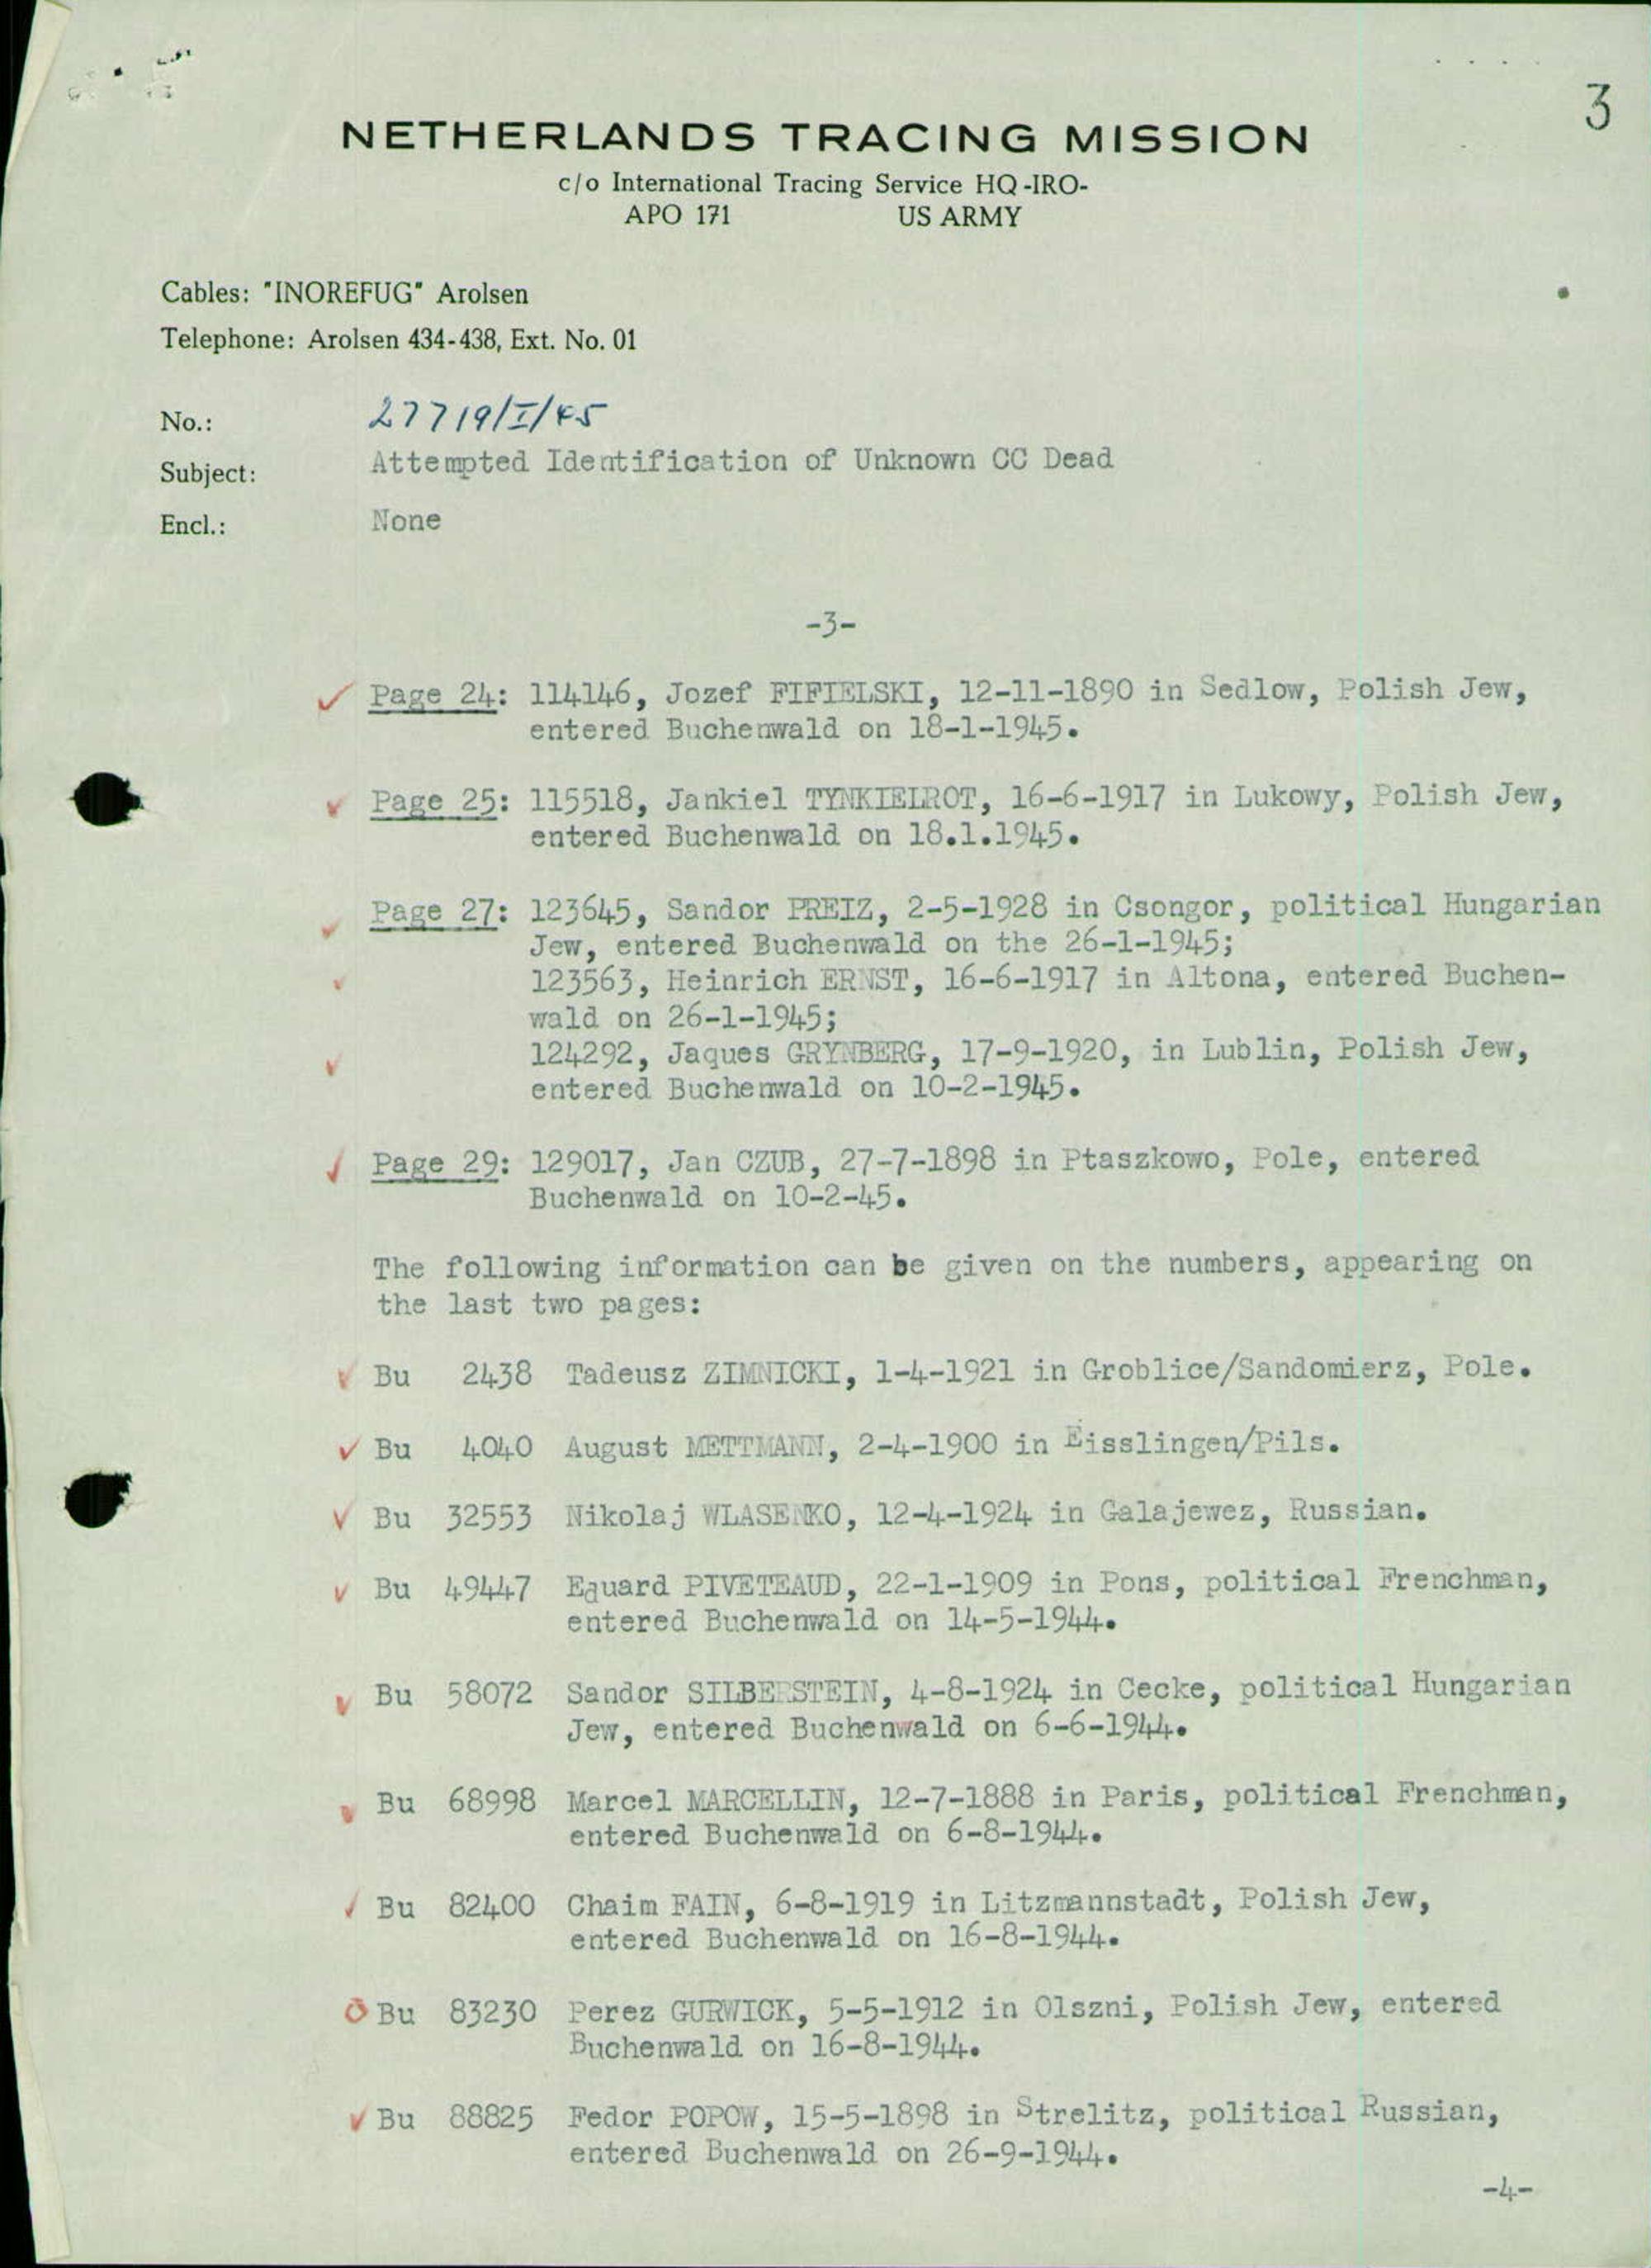 3
NETHERLANDS TRACING MISSION
c/o International Tracing Service HQ -IRO-
APO 171 US ARMY
Cables: "INOREFUG" Arolsen
Telephone: Arolsen 434-438, Ext. No. 01
No.: 27719/I/45
Subject: Attempted Identification of Unknown CC Dead
Encl.: None
-3-
Page 24: 114146, Jozef FIFIELSKI, 12-11-1890 in Sedlow, Polish Jew,
entered Buchenwald on 18-1-1945.
Page 25: 115518, Jankiel TYNKIELROT, 16-6-1917 in Lukowy, Polish Jew,
entered Buchenwald on 18.1.1945.
Page 27: 123645, Sandor PREIZ, 2-5-1928 in Csongor, political Hungarian
Jew, entered Buchenwald on the 26-1-1945;
123563, Heinrich ERNST, 16-6-1917 in Altona, entered Buchen-
wald on 26-1-1945;
124292, Jaques GRYNBERG, 17-9-1920, in Lublin, Polish Jew,
entered Buchenwald on 10-2-1945.
Page 29: 129017, Jan CZUB, 27-7-1898 in Ptaszkowo, Pole, entered
Buchenwald on 10-2-45.
The following information can be given on the numbers, appearing on
the last two pages:
Bu 2438 Tadeusz ZIMNICKI, 1-4-1921 in Groblice/Sandomierz, Pole.
Bu 4040 August METTMANN, 2-4-1900 in Eisslingen/Pils.
Bu 32553 Nikolaj WLASENKO, 12-4-1924 in Galajewez, Russian.
Bu 49447 Eduard PIVETEAUD, 22-1-1909 in Pons, political Frenchman,
entered Buchenwald on 14-5-1944.
Bu 58072 Sandor SILBERSTEIN, 4-8-1924 in Cecke, political Hungarian
Jew, entered Buchenwald on 6-6-1944.
Bu 68998 Marcel MARCELLIN, 12-7-1888 in Paris, political Frenchman,
entered Buchenwald on 6-8-1944.
Bu 82400 Chaim FAIN, 6-8-1919 in Litzmannstadt, Polish Jew,
entered Buchenwald on 16-8-1944.
Bu 83230 Perez GURWICK, 5-5-1912 in Olszni, Polish Jew, entered
Buchenwald on 16-8-1944.
Bu 88825 Fedor POPOW, 15-5-1898 in Strelitz, political Russian,
entered Buchenwald on 26-9-1944.
-4-